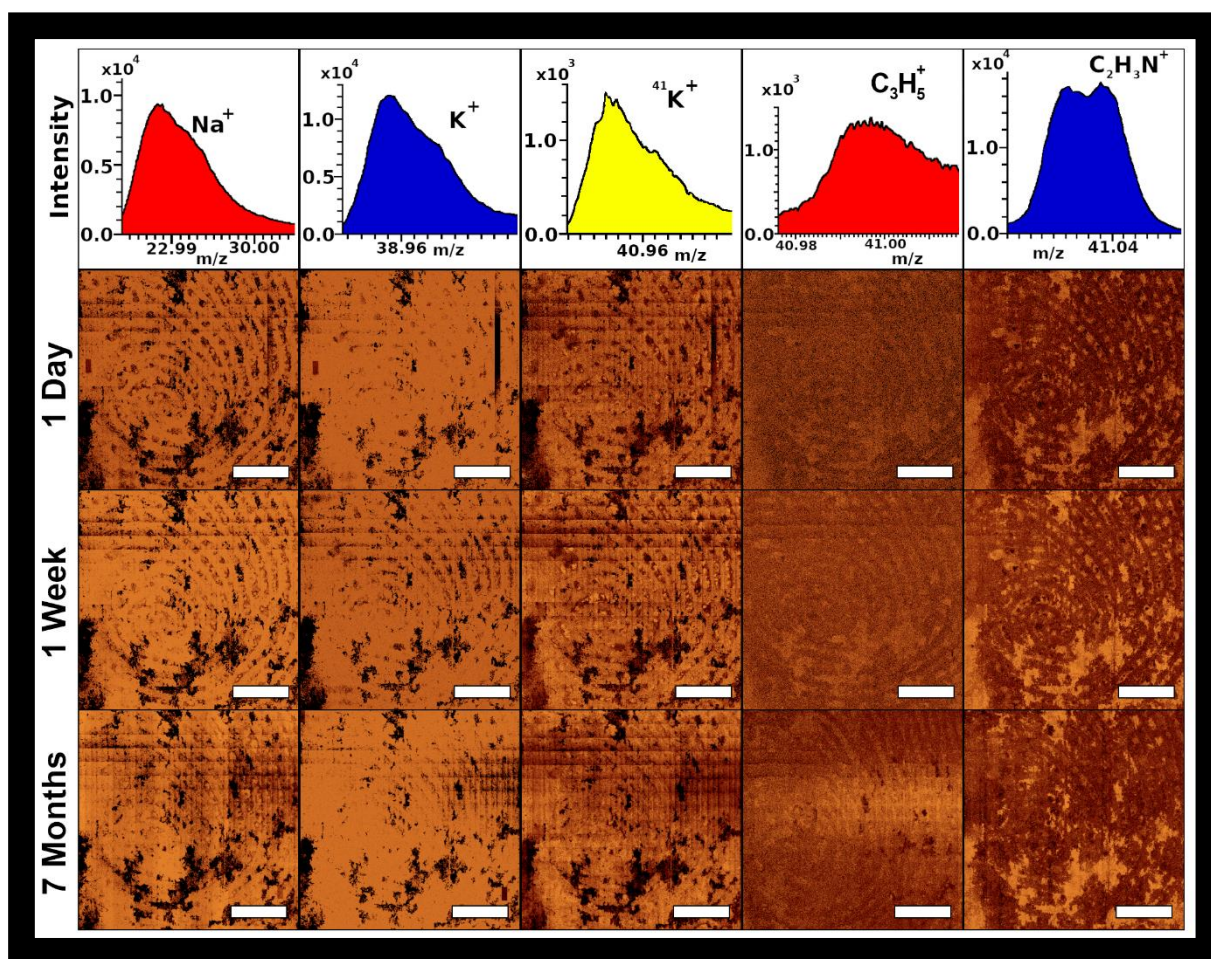 Intensity
x10⁴
1.0
0.5
0.0
Na⁺
22.99 30.00
m/z
x10⁴
1.0
0.5
0.0
K⁺
38.96 m/z
x10³
1.0
1.0
⁴¹K⁺
40.96 m/z
x10³
1.0
0.0
C₃H₅⁺
40.98 41.00
m/z
x10⁴
1.0
0.0
C₂H₃N⁺
41.04
m/z
1 Day
1 Week
7 Months